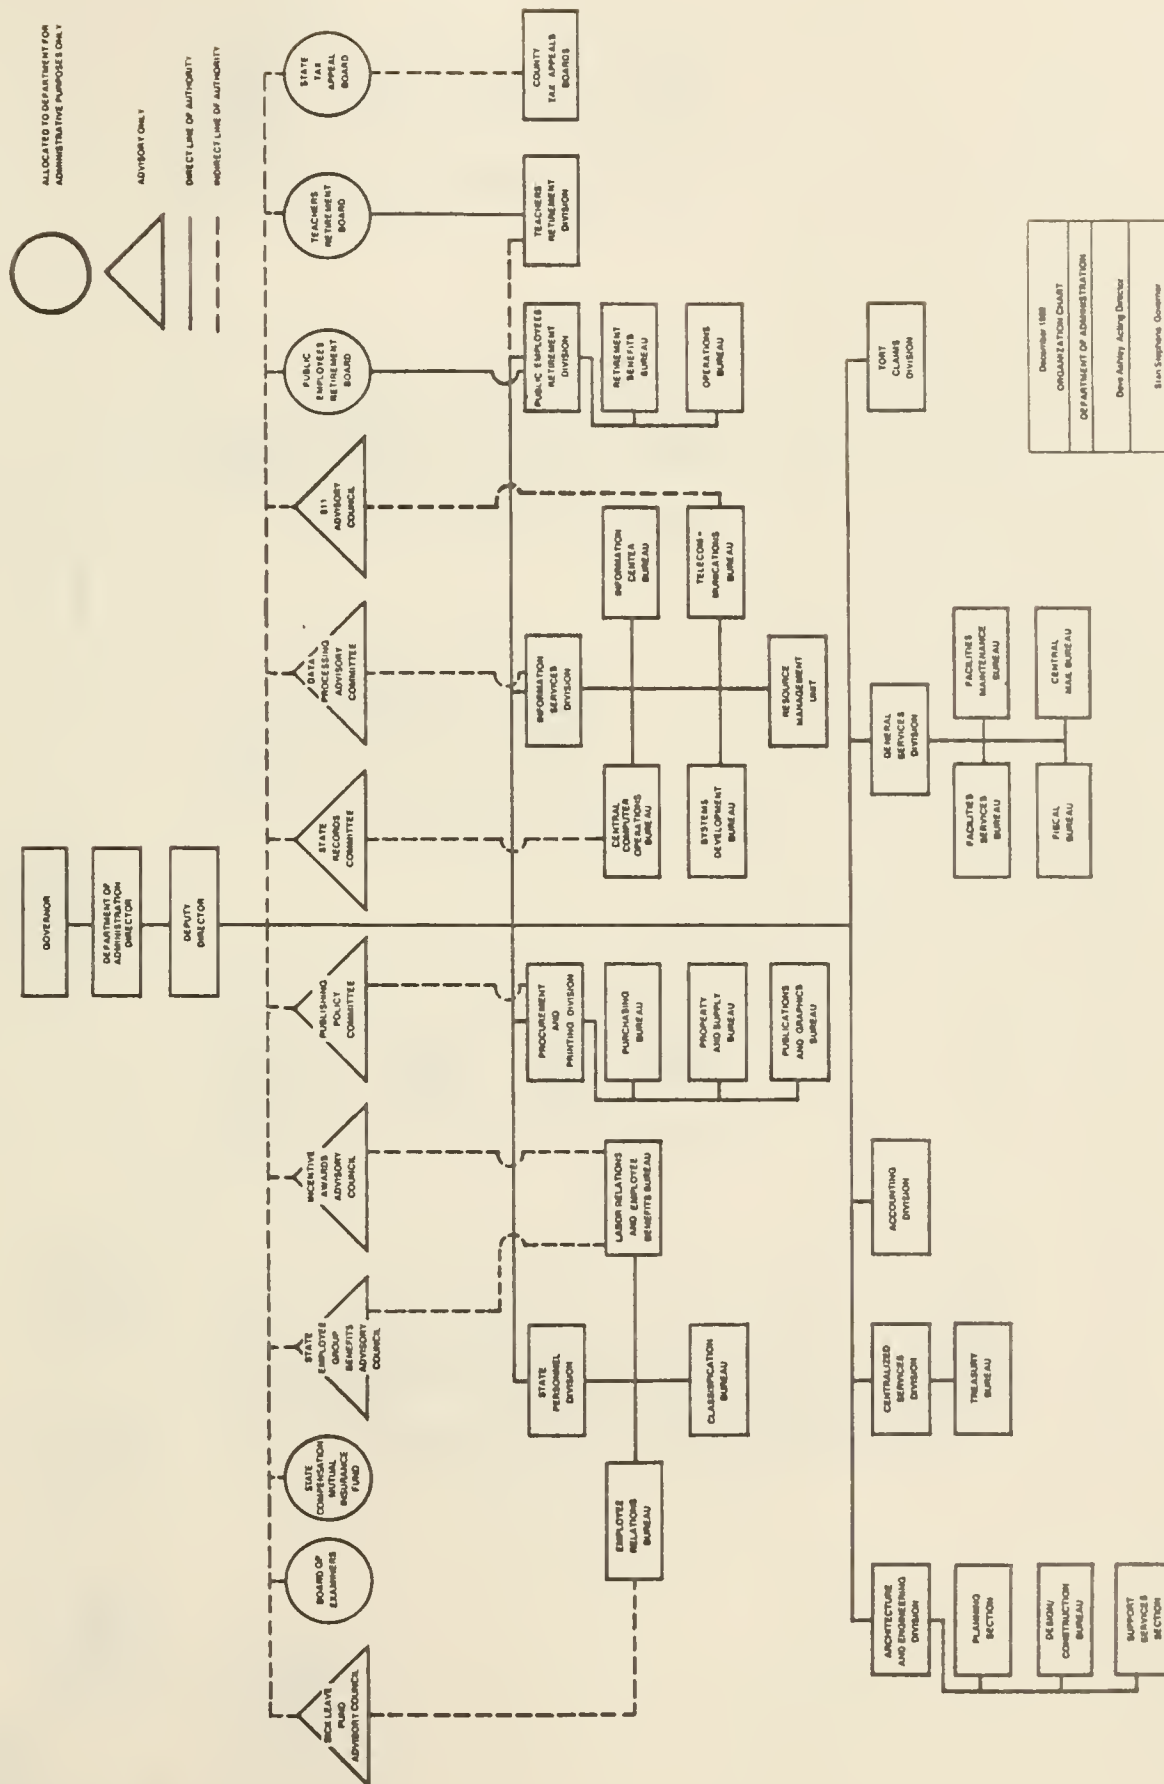 ALLOCATED TO DEPARTMENT FOR
ADMINISTRATIVE PURPOSES ONLY
ADVISORY ONLY
DIRECT LINE OF AUTHORITY
INDIRECT LINE OF AUTHORITY
GOVERNOR
DEPARTMENT OF
ADMINISTRATION
DIRECTOR
DEPUTY
DIRECTOR
SICK LEAVE
FUND
ADVISORY COUNCIL
BOARD OF
EXAMINERS
STATE
COMPENSATION
MUTUAL
INSURANCE
FUND
STATE
EMPLOYEE
GROUP
BENEFITS
ADVISORY
COUNCIL
INCENTIVE
AWARDS
ADVISORY
COUNCIL
PUBLISHING
POLICY
COMMITTEE
STATE
RECORDS
COMMITTEE
DATA
PROCESSING
ADVISORY
COMMITTEE
911
ADVISORY
COUNCIL
PUBLIC
EMPLOYEES
RETIREMENT
BOARD
TEACHERS
RETIREMENT
BOARD
STATE
TAX
APPEAL
BOARD
STATE
PERSONNEL
DIVISION
PROCUREMENT
AND
PRINTING DIVISION
INFORMATION
SERVICES
DIVISION
PUBLIC EMPLOYEES
RETIREMENT
DIVISION
TEACHERS'
RETIREMENT
DIVISION
COUNTY
TAX APPEALS
BOARDS
EMPLOYEE
RELATIONS
BUREAU
LABOR RELATIONS
AND EMPLOYEE
BENEFITS BUREAU
PURCHASING
BUREAU
CENTRAL
COMPUTER
OPERATIONS
BUREAU
INFORMATION
CENTER
BUREAU
RETIREMENT
BENEFITS
BUREAU
CLASSIFICATION
BUREAU
PROPERTY
AND SUPPLY
BUREAU
SYSTEMS
DEVELOPMENT
BUREAU
TELECOM-
MUNICATIONS
BUREAU
OPERATIONS
BUREAU
PUBLICATIONS
AND GRAPHICS
BUREAU
RESOURCE
MANAGEMENT
UNIT
ARCHITECTURE
AND ENGINEERING
DIVISION
CENTRALIZED
SERVICES
DIVISION
ACCOUNTING
DIVISION
GENERAL
SERVICES
DIVISION
TORT
CLAIMS
DIVISION
PLANNING
SECTION
TREASURY
BUREAU
FACILITIES
SERVICES
BUREAU
FACILITIES
MAINTENANCE
BUREAU
DESIGN/
CONSTRUCTION
BUREAU
FISCAL
BUREAU
CENTRAL
MAIL BUREAU
SUPPORT
SERVICES
SECTION
ORGANIZATION CHART
DEPARTMENT OF ADMINISTRATION
Dave Ashley Acting Director
Stan Stephens Governor